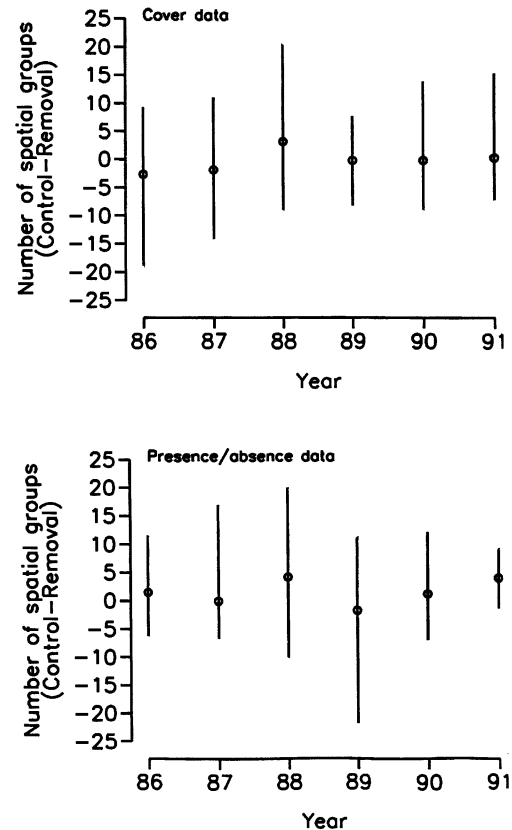 Cover data
Number of spatial groups
(Control-Removal)
25
20
15
10
5
0
-5
-10
-15
-20
-25
86 87 88 89 90 91
Year
Presence/absence data
Number of spatial groups
(Control-Removal)
25
20
15
10
5
0
-5
-10
-15
-20
-25
86 87 88 89 90 91
Year